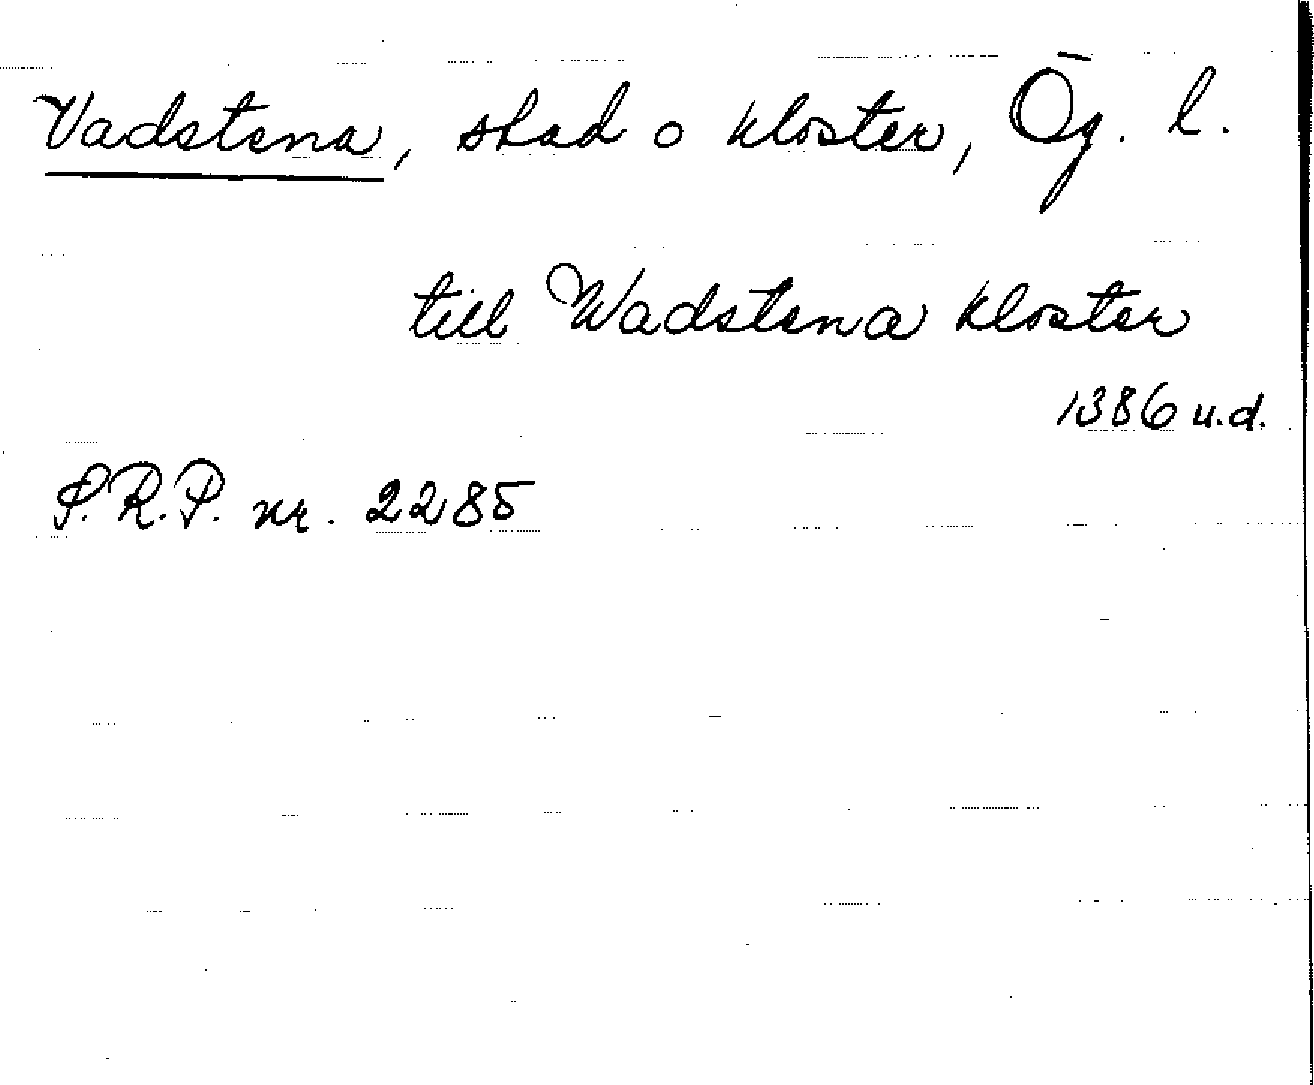 Vadstena, stad o kloster, Ög. l.
till Wadstena kloster
1386 u.d.
S.R.P. nr. 2285